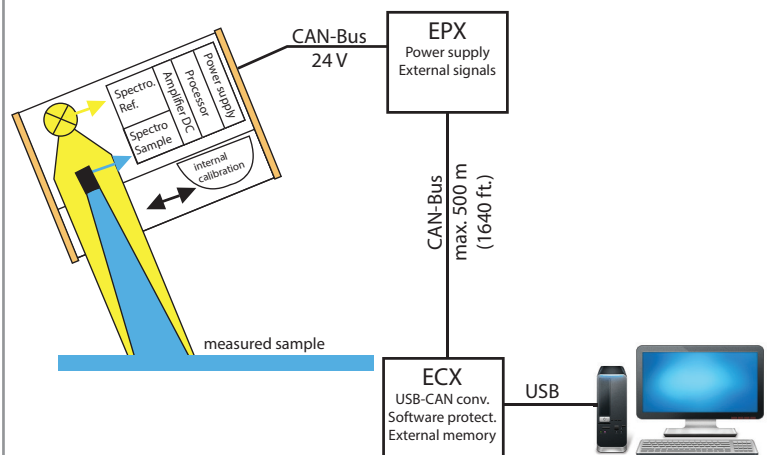 CAN-Bus
24 V
EPX
Power supply
External signals
Spectro.
Ref.
Spectro
Sample
Amplifier DC
Processor
Power supply
internal
calibration
CAN-Bus
max. 500 m
(1640 ft.)
measured sample
ECX
USB-CAN conv.
Software protect.
External memory
USB